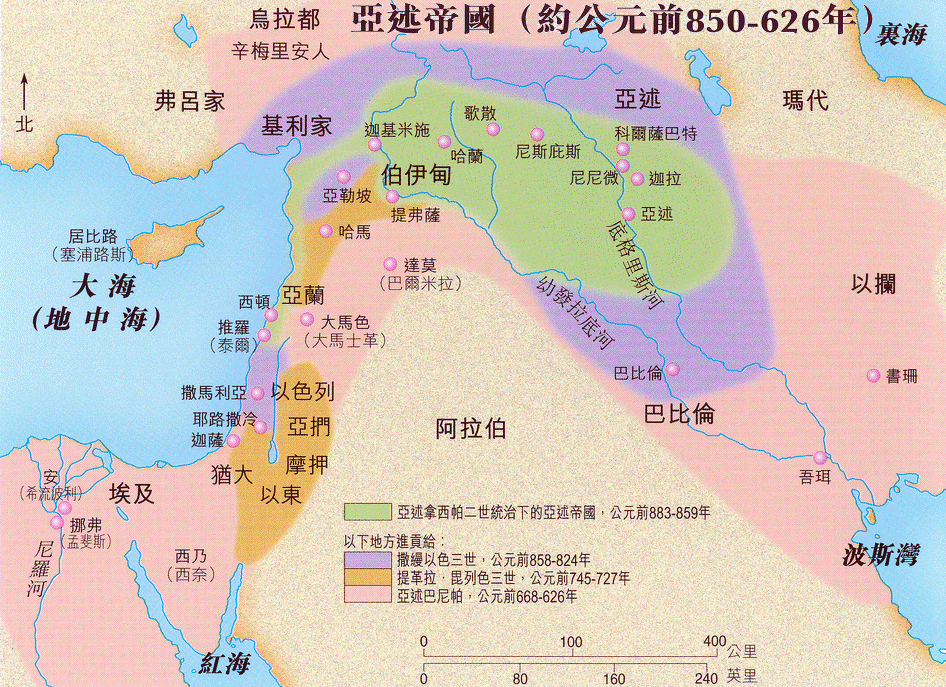 亞述帝國（約公元前850-626年）
烏拉都
辛梅里安人
裏海
弗呂家
亞述
瑪代
北
基利家
迦基米施
歌散
哈蘭
尼斯庇斯
科爾薩巴特
尼尼微
迦拉
伯伊甸
亞勒坡
提弗薩
亞述
哈馬
居比路
（塞浦路斯）
底格里斯河
大海
(地中海)
達莫
（巴爾米拉）
以攔
幼發拉底河
西頓
亞蘭
推羅
（泰爾）
大馬色
（大馬士革）
巴比倫
書珊
撒馬利亞
以色列
耶路撒冷
迦薩
亞捫
巴比倫
阿拉伯
猶大
摩押
以東
吾珥
安
（希流波利）
埃及
挪弗
（孟斐斯）
尼羅河
西乃
（西奈）
波斯灣
紅海
亞述拿西帕二世統治下的亞述帝國，公元前883-859年
以下地方進貢給：
撒縵以色三世，公元前858-824年
提革拉．毘列色三世，公元前745-727年
亞述巴尼帕，公元前668-626年
0 100 400 公里
0 80 160 240 英里